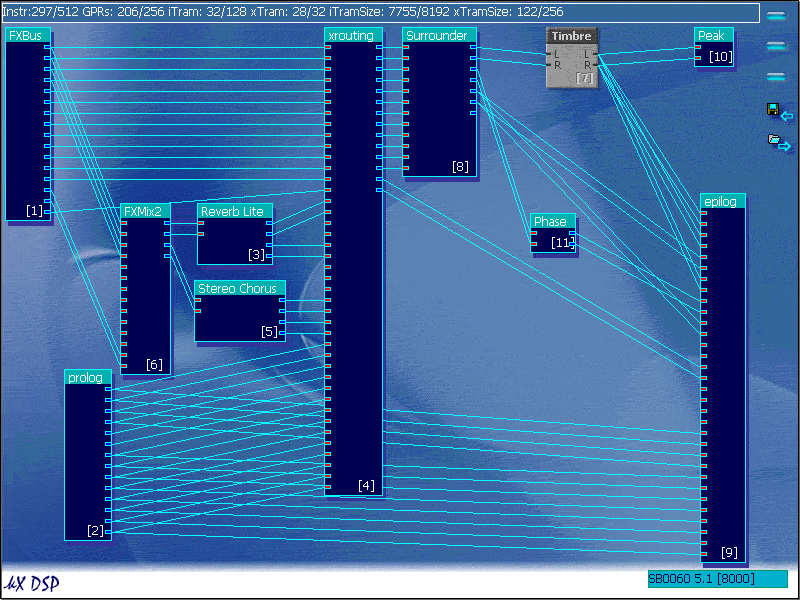 Instr:297/512 GPRs: 206/256 iTram: 32/128 xTram: 28/32 iTramSize: 7755/8192 xTramSize: 122/256
FXBus
xrouting
Surrounder
Timbre
Peak
L L
R R
[7]
[10]
[8]
epilog
[1]
FXMix2
Reverb Lite
Phase
[3]
[11]
Stereo Chorus
[5]
[6]
prolog
[4]
[2]
[9]
µX DSP
SB0060 5.1 [8000]